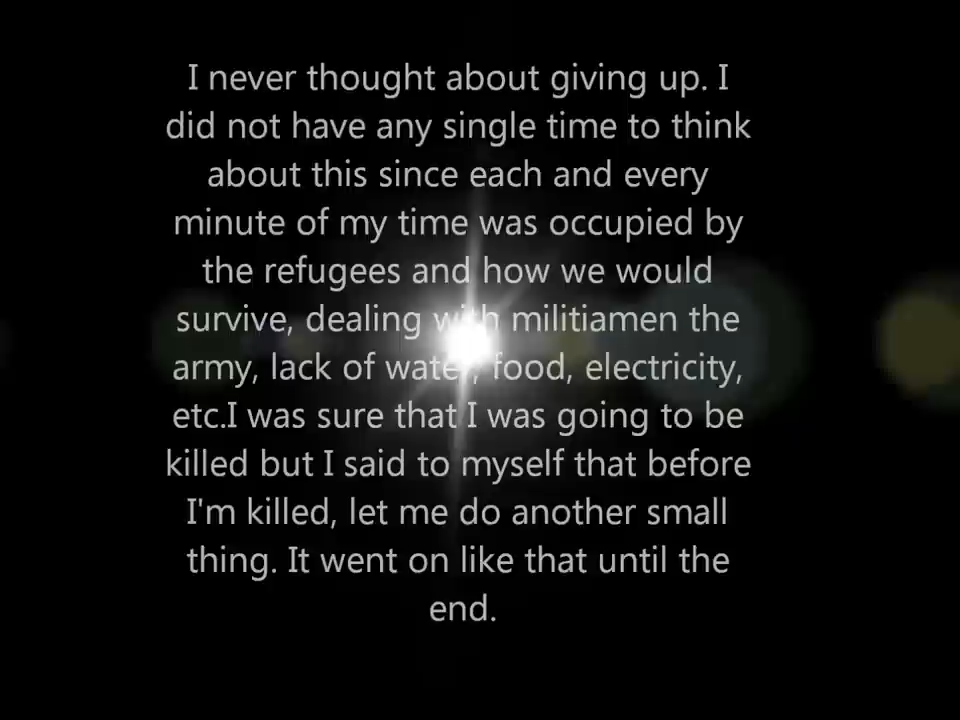 I never thought about giving up. I
did not have any single time to think
about this since each and every
minute of my time was occupied by
the refugees and how we would
survive, dealing with militiamen the
army, lack of water, food, electricity,
etc.I was sure that I was going to be
killed but I said to myself that before
I'm killed, let me do another small
thing. It went on like that until the
end.